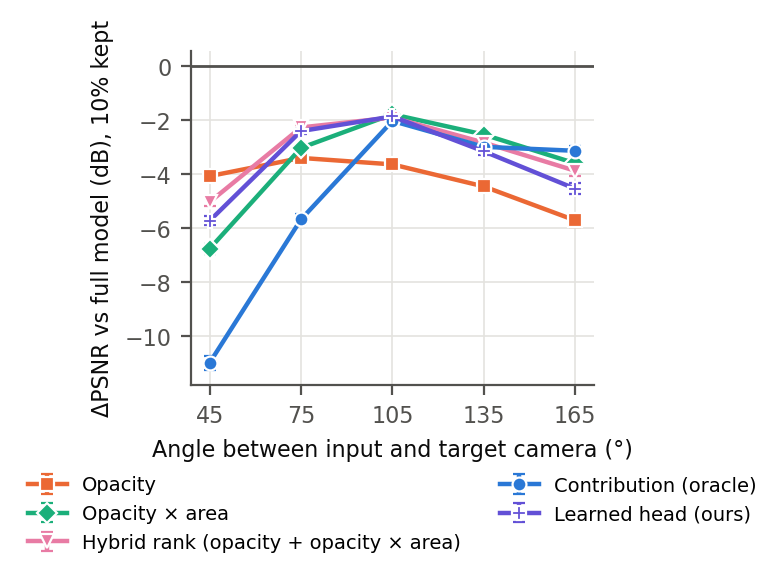 ΔPSNR vs full model (dB), 10% kept
0
−2
−4
−6
−8
−10
45 75 105 135 165
Angle between input and target camera (°)
Opacity
Opacity × area
Hybrid rank (opacity + opacity × area)
Contribution (oracle)
Learned head (ours)